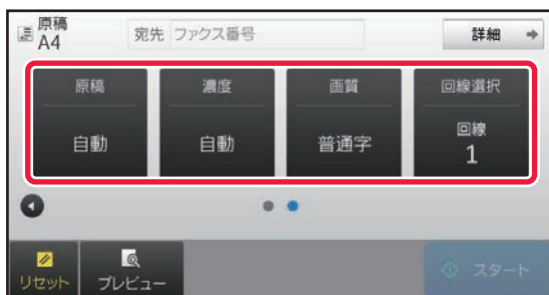 原稿
A4
宛先 ファクス番号
詳細
原稿 濃度 画質 回線選択
自動 自動 普通字 回線
1
リセット プレビュー スタート